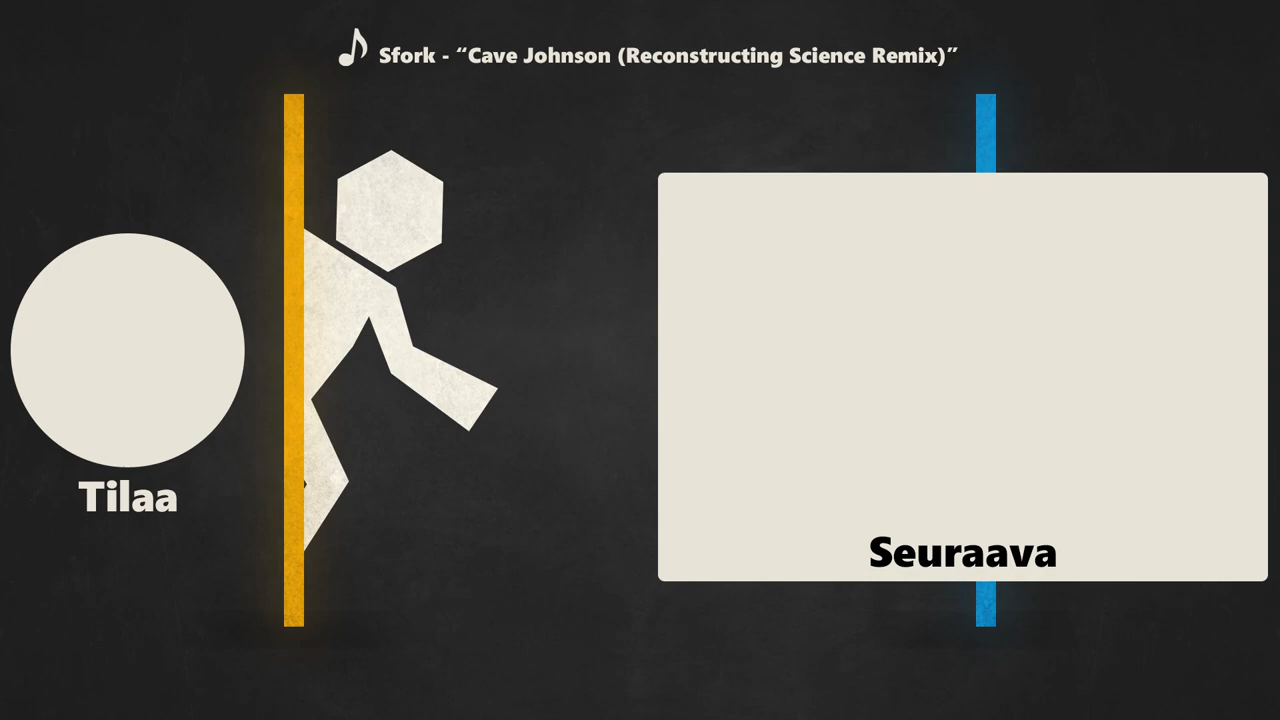 Sfork - “Cave Johnson (Reconstructing Science Remix)”
Tilaa
Seuraava